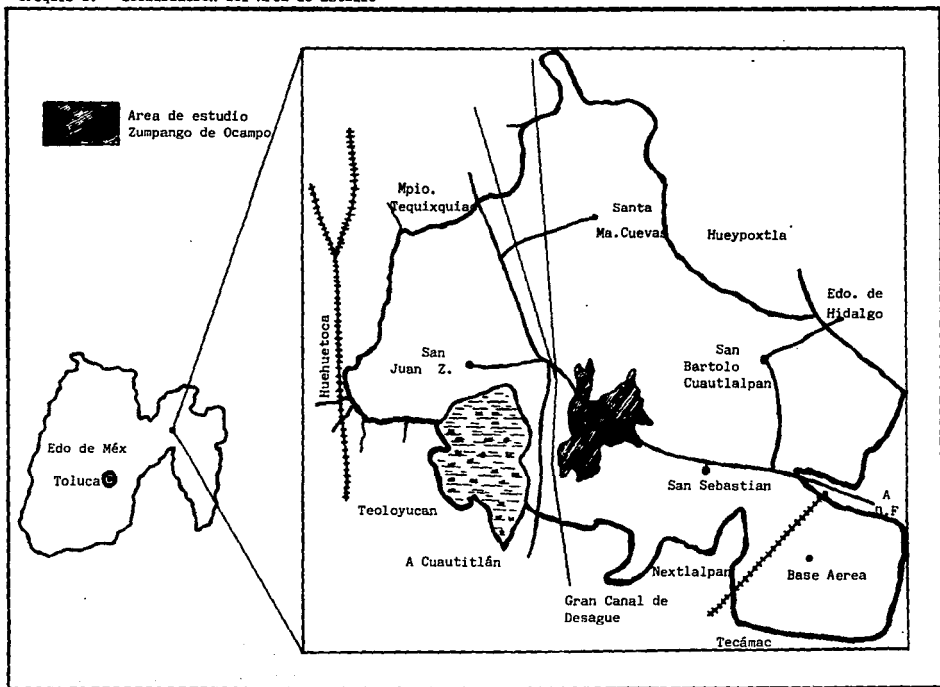 Area de estudio
Zumpango de Ocampo
Mpio.
Tequixquiac
Santa
Ma.Cuevas
Hueypoxtla
Edo. de
Hidalgo
Huehuetoca
San
Juan Z.
San
Bartolo
Cuautlalpan
Edo de Méx
Toluca
San Sebastian
A
D.F
Teoloyucan
A Cuautitlán
Nextlalpan
Base Aerea
Gran Canal de
Desague
Tecámac